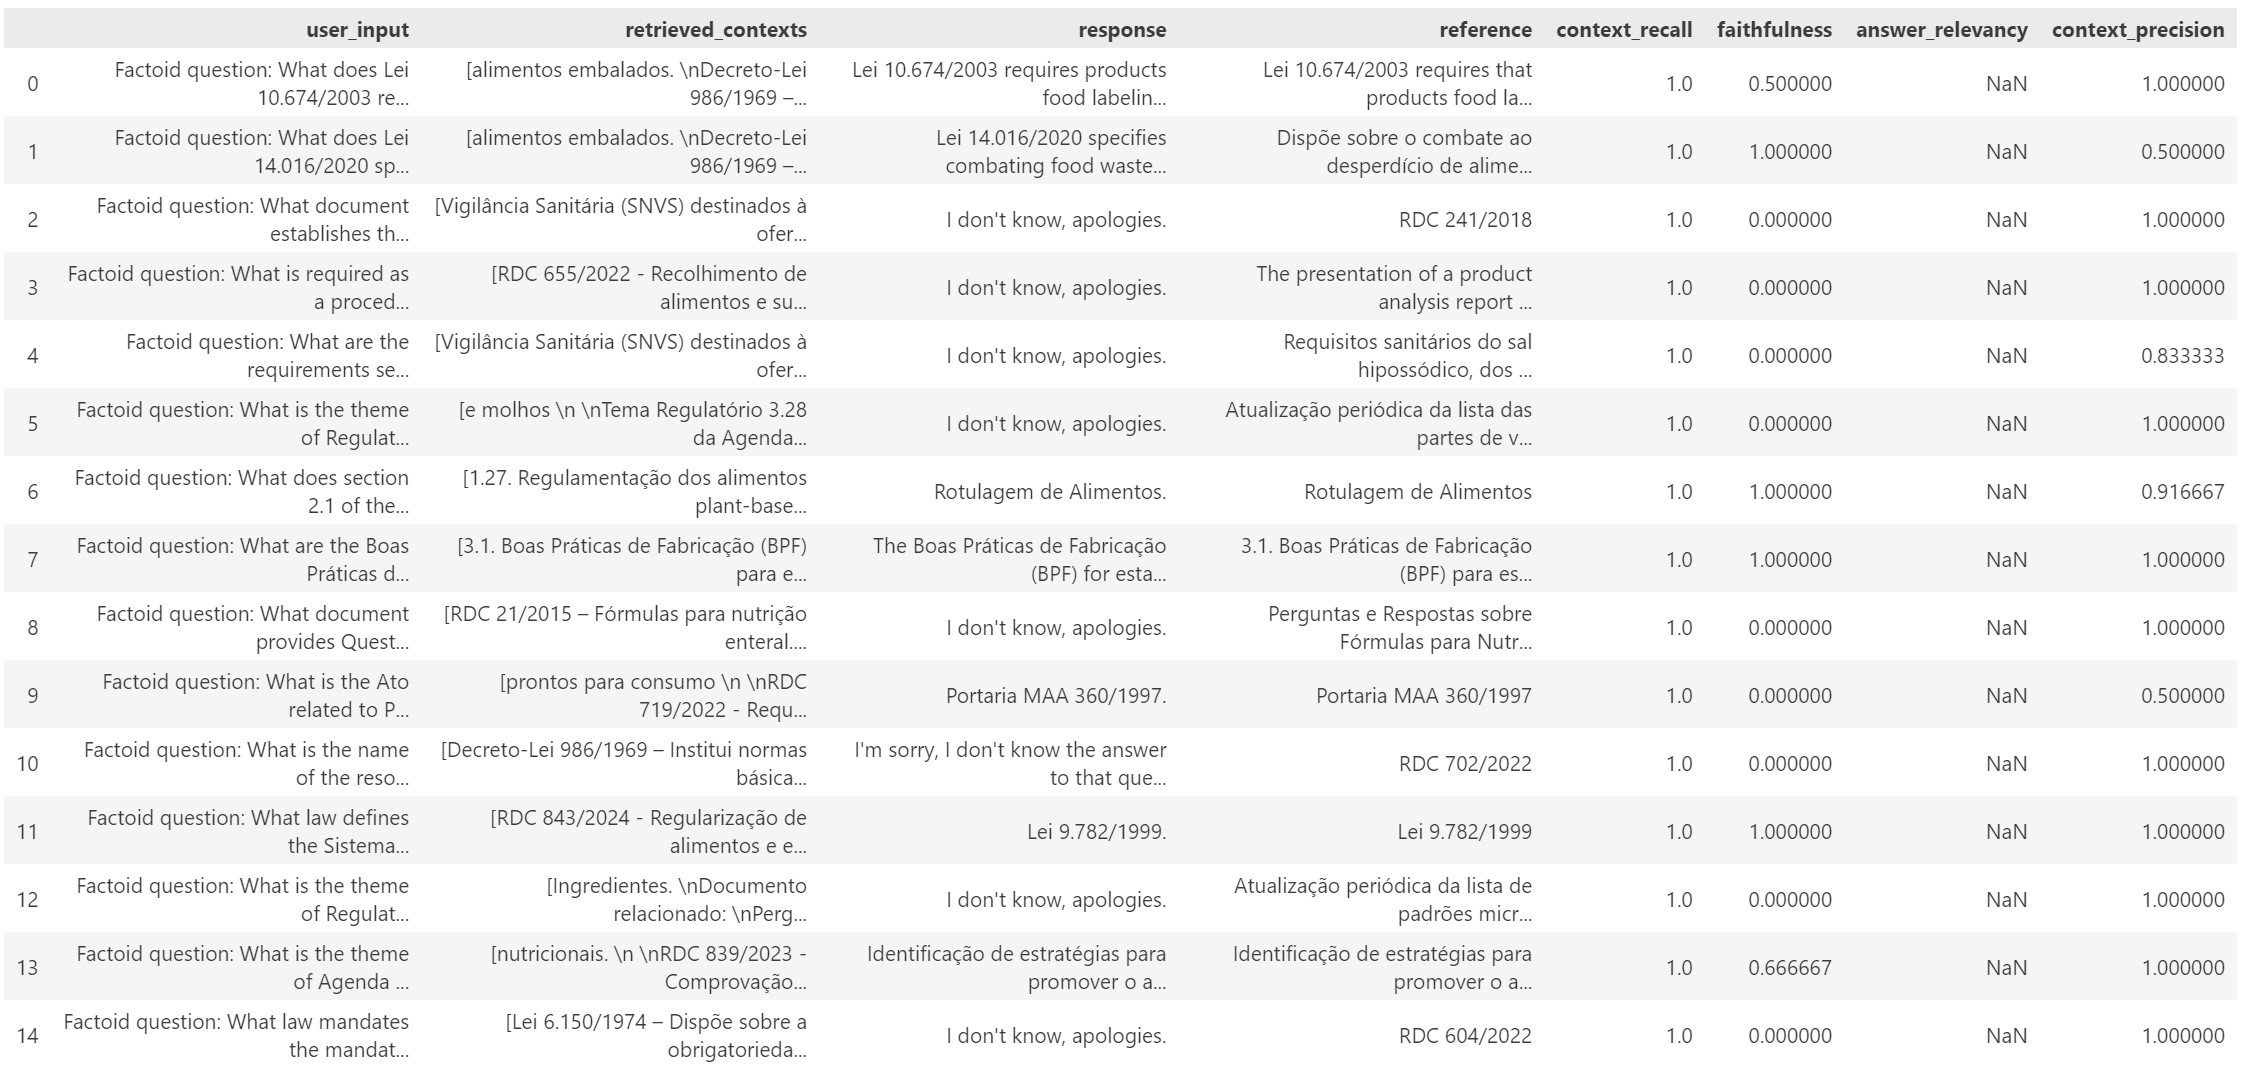 user_input retrieved_contexts response reference context_recall faithfulness answer_relevancy context_precision
0 Factoid question: What does Lei 10.674/2003 re... [alimentos embalados. \nDecreto-Lei 986/1969 –... Lei 10.674/2003 requires products food labelin... Lei 10.674/2003 requires that products food la... 1.0 0.500000 NaN 1.000000
1 Factoid question: What does Lei 14.016/2020 sp... [alimentos embalados. \nDecreto-Lei 986/1969 –... Lei 14.016/2020 specifies combating food waste... Dispõe sobre o combate ao desperdício de alime... 1.0 1.000000 NaN 0.500000
2 Factoid question: What document establishes th... [Vigilância Sanitária (SNVS) destinados à ofer... I don't know, apologies. RDC 241/2018 1.0 0.000000 NaN 1.000000
3 Factoid question: What is required as a proced... [RDC 655/2022 - Recolhimento de alimentos e su... I don't know, apologies. The presentation of a product analysis report ... 1.0 0.000000 NaN 1.000000
4 Factoid question: What are the requirements se... [Vigilância Sanitária (SNVS) destinados à ofer... I don't know, apologies. Requisitos sanitários do sal hipossódico, dos ... 1.0 0.000000 NaN 0.833333
5 Factoid question: What is the theme of Regulat... [e molhos \n \nTema Regulatório 3.28 da Agenda... I don't know, apologies. Atualização periódica da lista das partes de v... 1.0 0.000000 NaN 1.000000
6 Factoid question: What does section 2.1 of the... [1.27. Regulamentação dos alimentos plant-base... Rotulagem de Alimentos. Rotulagem de Alimentos 1.0 1.000000 NaN 0.916667
7 Factoid question: What are the Boas Práticas d... [3.1. Boas Práticas de Fabricação (BPF) para e... The Boas Práticas de Fabricação (BPF) for esta... 3.1. Boas Práticas de Fabricação (BPF) para es... 1.0 1.000000 NaN 1.000000
8 Factoid question: What document provides Quest... [RDC 21/2015 – Fórmulas para nutrição enteral.... I don't know, apologies. Perguntas e Respostas sobre Fórmulas para Nutr... 1.0 0.000000 NaN 1.000000
9 Factoid question: What is the Ato related to P... [prontos para consumo \n \nRDC 719/2022 - Requ... Portaria MAA 360/1997. Portaria MAA 360/1997 1.0 0.000000 NaN 0.500000
10 Factoid question: What is the name of the reso... [Decreto-Lei 986/1969 – Institui normas básica... I'm sorry, I don't know the answer to that que... RDC 702/2022 1.0 0.000000 NaN 1.000000
11 Factoid question: What law defines the Sistema... [RDC 843/2024 - Regularização de alimentos e e... Lei 9.782/1999. Lei 9.782/1999 1.0 1.000000 NaN 1.000000
12 Factoid question: What is the theme of Regulat... [Ingredientes. \nDocumento relacionado: \nPerg... I don't know, apologies. Atualização periódica da lista de padrões micr... 1.0 0.000000 NaN 1.000000
13 Factoid question: What is the theme of Agenda ... [nutricionais. \n \nRDC 839/2023 - Comprovação... Identificação de estratégias para promover o a... Identificação de estratégias para promover o a... 1.0 0.666667 NaN 1.000000
14 Factoid question: What law mandates the mandat... [Lei 6.150/1974 – Dispõe sobre a obrigatorieda... I don't know, apologies. RDC 604/2022 1.0 0.000000 NaN 1.000000